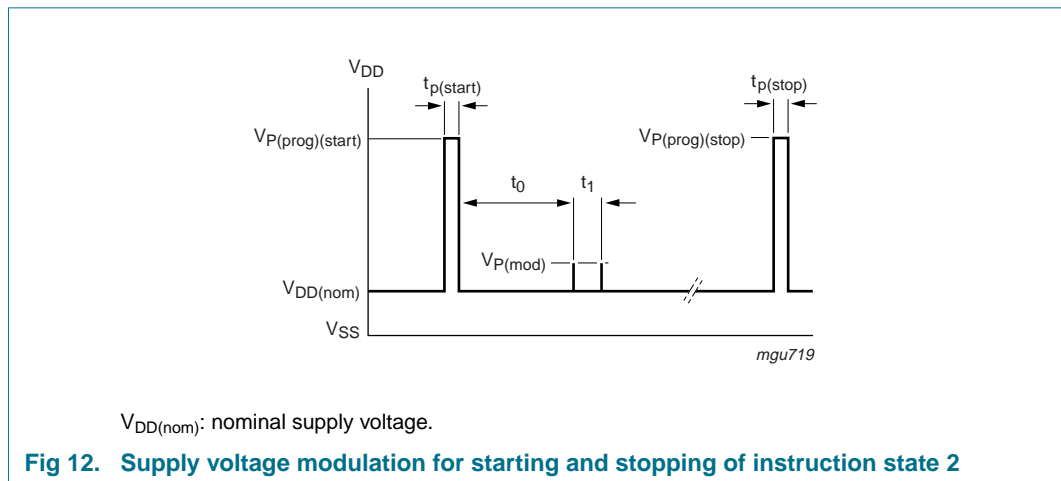 VDD
tp(start)
tp(stop)
VP(prog)(start)
VP(prog)(stop)
t0
t1
VP(mod)
VDD(nom)
VSS
mgu719
VDD(nom): nominal supply voltage.
Fig 12. Supply voltage modulation for starting and stopping of instruction state 2